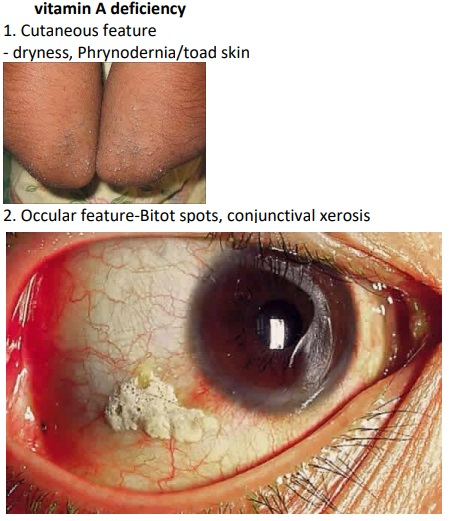 vitamin A deficiency
1. Cutaneous feature
- dryness, Phrynodernia/toad skin
2. Occular feature-Bitot spots, conjunctival xerosis